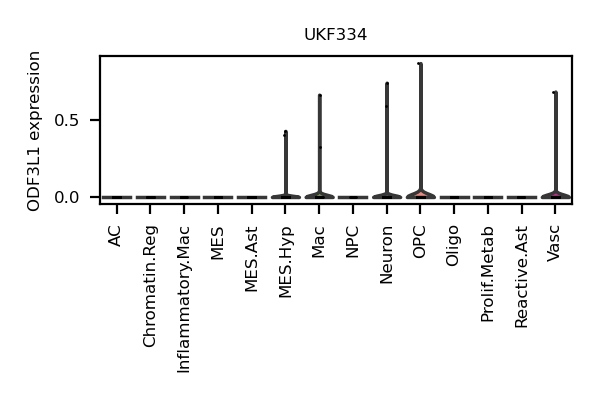 UKF334
ODF3L1 expression
0.5
0.0
AC
Chromatin.Reg
Inflammatory.Mac
MES
MES.Ast
MES.Hyp
Mac
NPC
Neuron
OPC
Oligo
Prolif.Metab
Reactive.Ast
Vasc